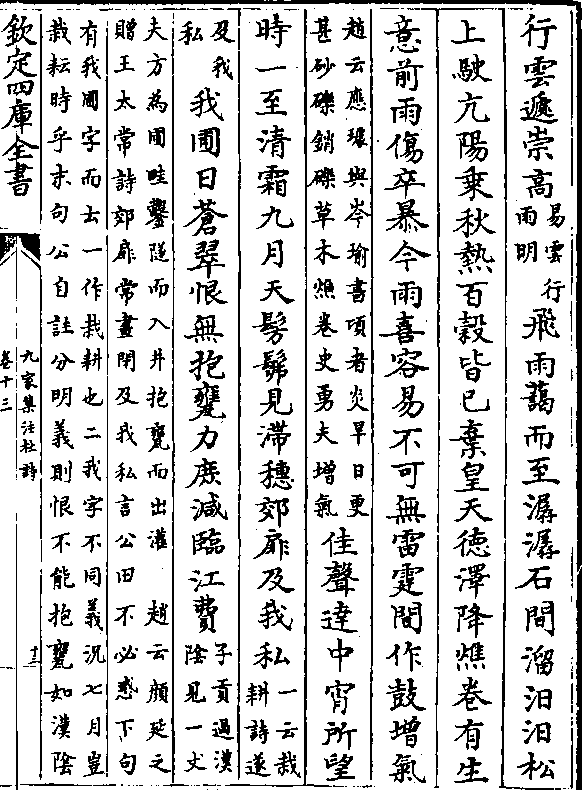 行雲遞崇高易雲行雨明飛雨藹而至潺潺石間溜汨汨松
上駛亢陽乗秋熱百糓皆已棄皇天徳澤降燋卷有生
意前雨傷卒暴今雨喜容易不可無雷霆間作鼓增氣
趙云應璩與岑瑜書頃者炎旱日更
甚砂礫銷礫草木燋卷史勇夫增氣
佳聲逹中宵所望
時一至清霜九月天髣髴見滯穗郊扉及我私一云栽耕詩遂
及我私
我圃日蒼翠恨無抱甕力庶減臨江費子貢過漢隂見一丈
夫方為圃畦鑿隧而入井抱甕而出灌 趙云顔延之
贈王太常詩郊扉常晝閉及我私言公田不必惑下句
有我圃字而去一作栽耕也二我字不同義況七月豈
栽耘時乎末句公自註分明義則恨不能抱甕如漢隂
欽定四庫全書
九家集注杜詩
卷十三
十三